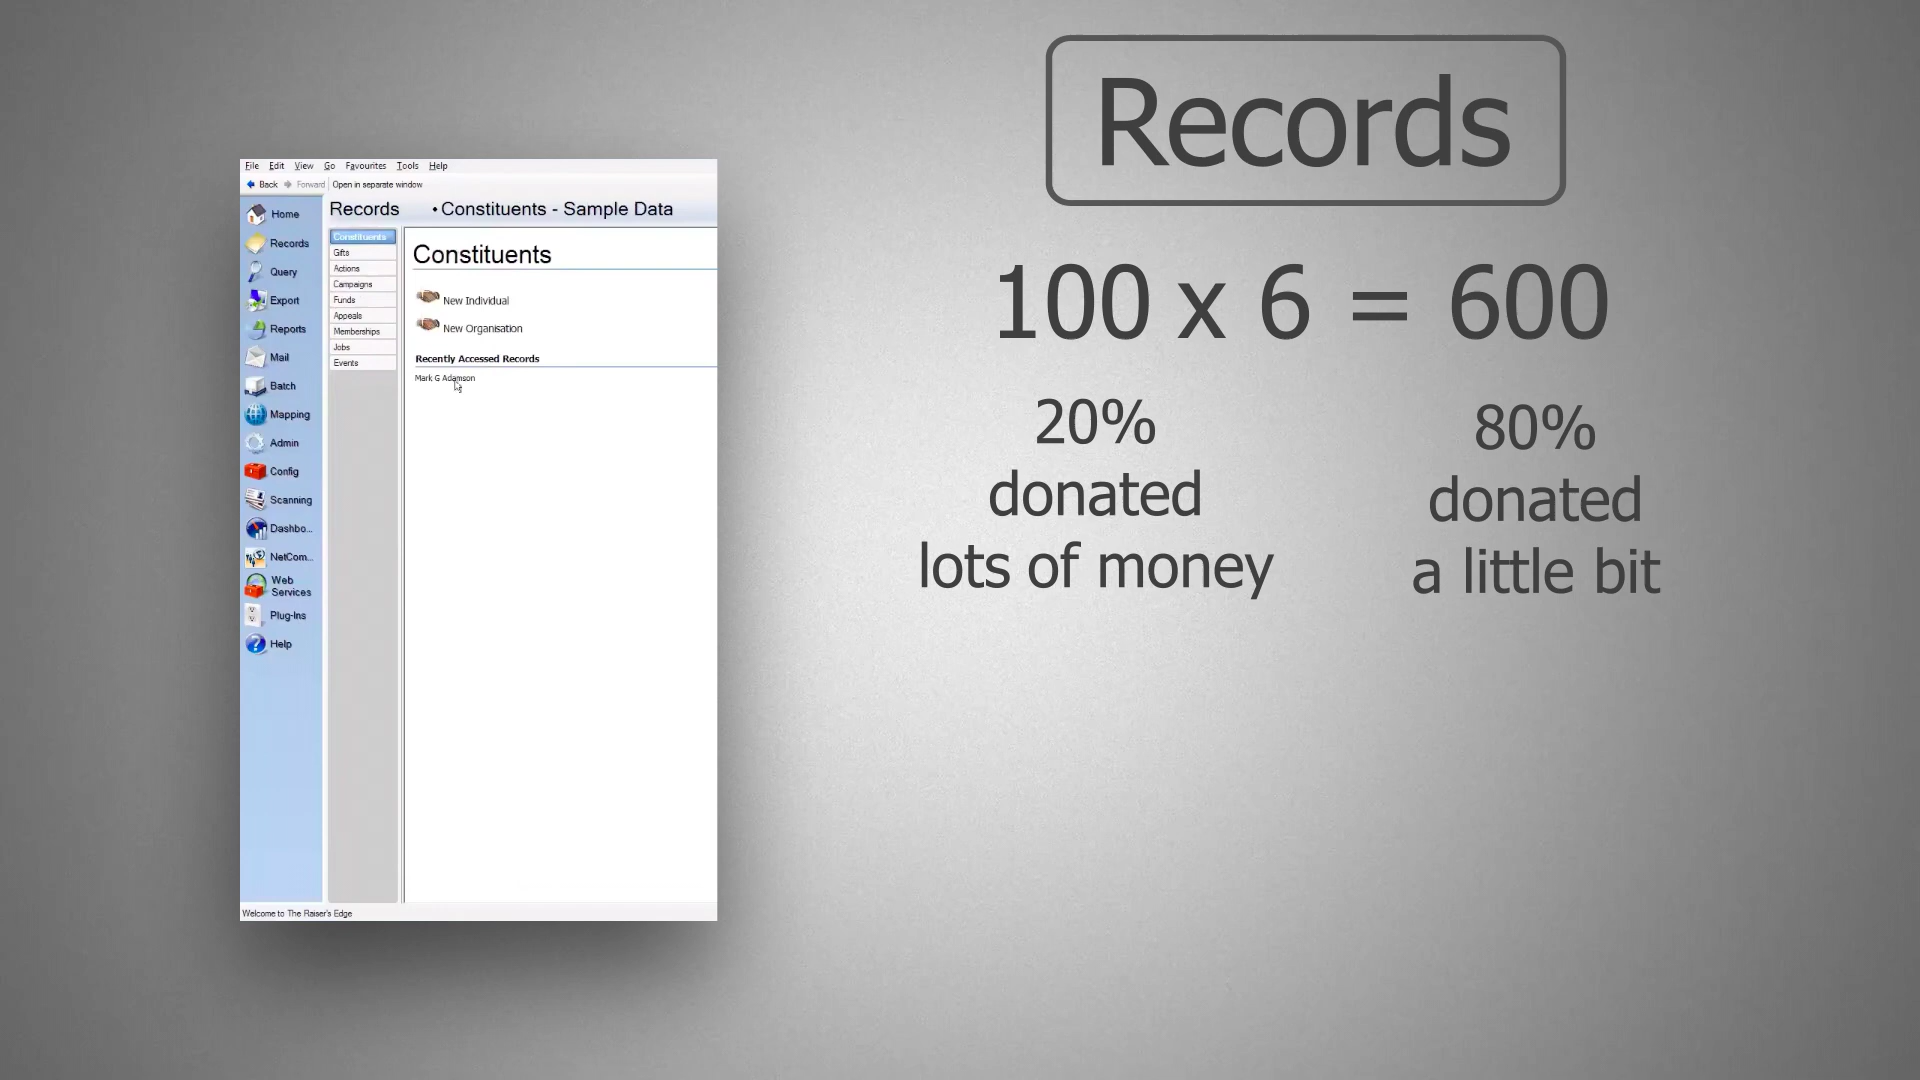 File Edit View Go Favourites Tools Help
Back Forward Open in separate window
Records • Constituents - Sample Data
Home
Records
Query
Export
Reports
Mail
Batch
Mapping
Admin
Config
Scanning
Dashbo...
NetCom...
Web
Services
Plug-Ins
Help
Constituents
Gifts
Actions
Campaigns
Funds
Appeals
Memberships
Jobs
Events
Constituents
New Individual
New Organisation
Recently Accessed Records
Mark G Adamson
Welcome to The Raiser's Edge
Records
100 x 6 = 600
20%
donated
lots of money
80%
donated
a little bit